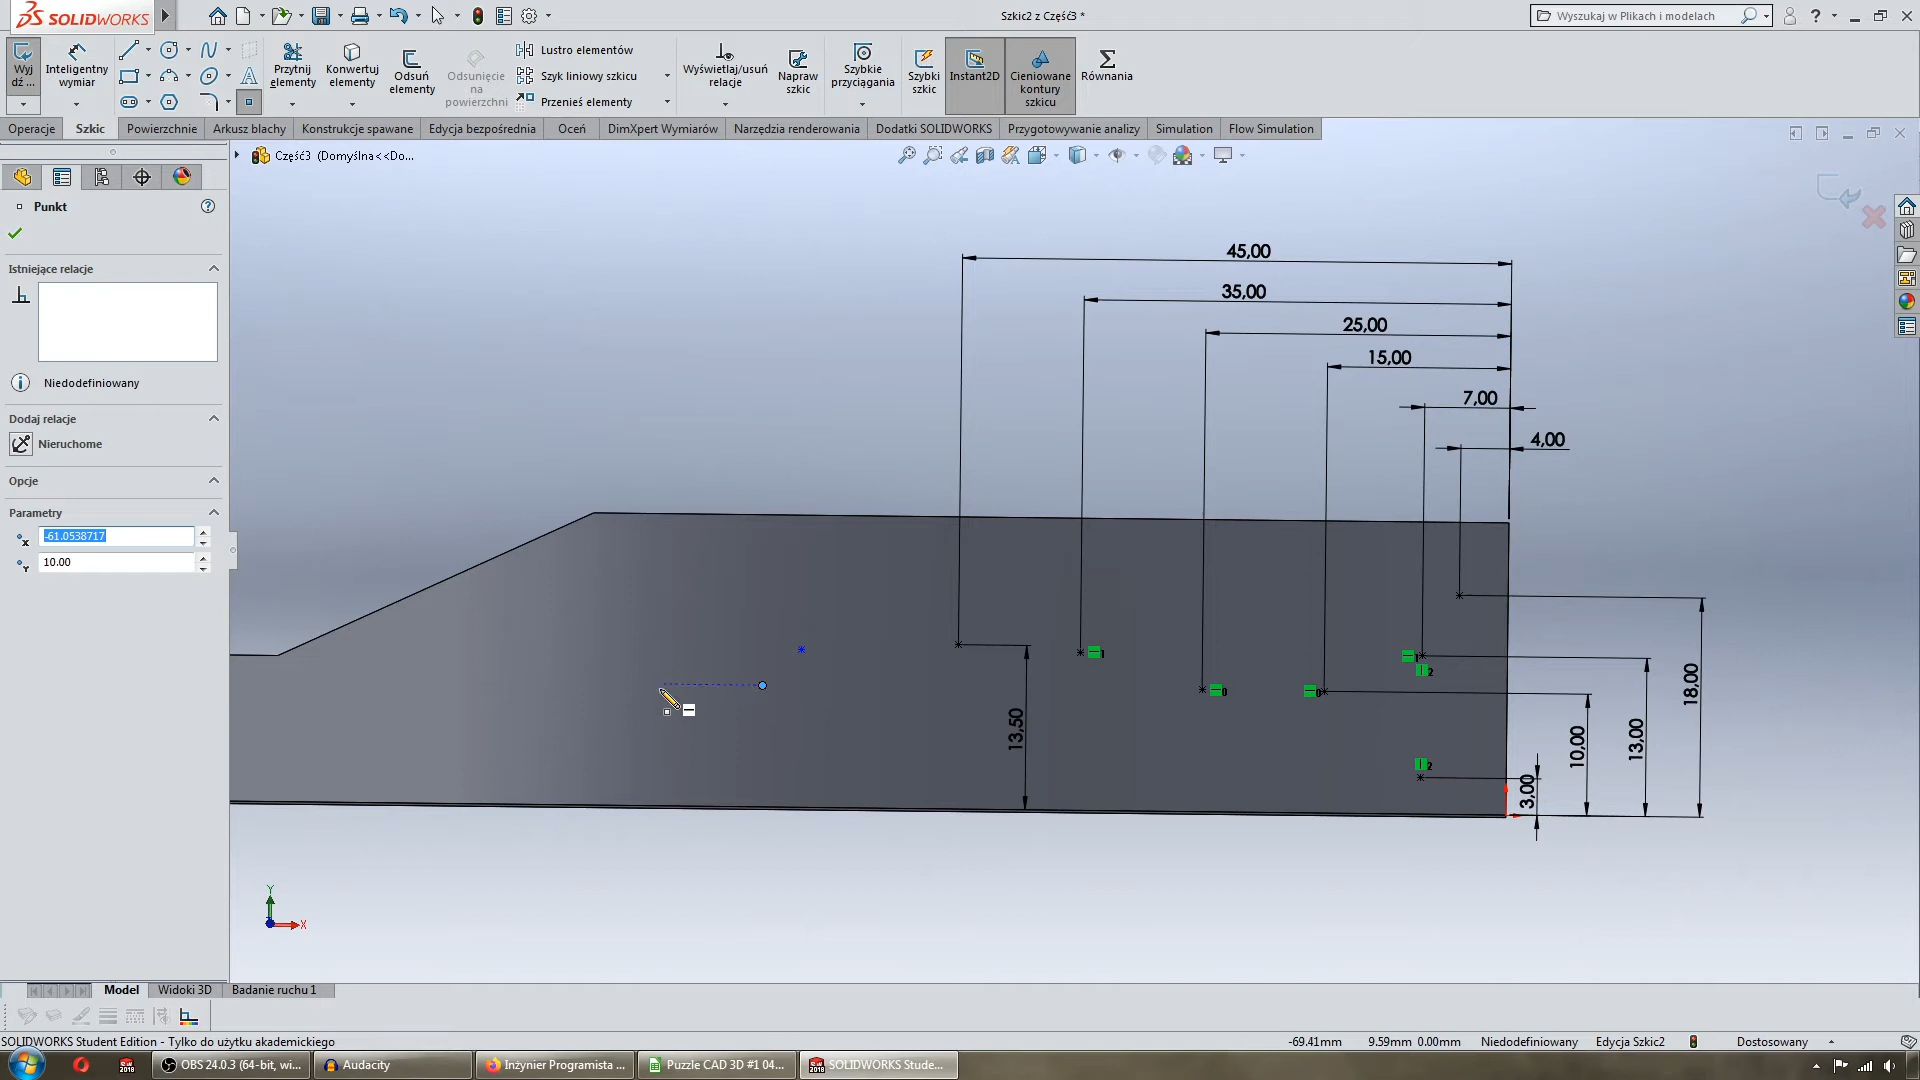 SOLIDWORKS
Szkic2 z Część3 *
Wyszukaj w Plikach i modelach
Wyj
dź ...
Inteligentny
wymiar
Przytnij
elementy
Konwertuj
elementy
Odsuń
elementy
Odsunięcie
na
powierzchni
Lustro elementów
Szyk liniowy szkicu
Przenieś elementy
Wyświetlaj/usuń
relacje
Napraw
szkic
Szybkie
przyciągania
Szybki
szkic
Instant2D
Cieniowane
kontury
szkicu
Równania
Operacje
Szkic
Powierzchnie
Arkusz blachy
Konstrukcje spawane
Edycja bezpośrednia
Oceń
DimXpert Wymiarów
Narzędzia renderowania
Dodatki SOLIDWORKS
Przygotowywanie analizy
Simulation
Flow Simulation
Część3 (Domyślna<<Do...
Punkt
Istniejące relacje
Niedodefiniowany
Dodaj relacje
Nieruchome
Opcje
Parametry
-61.0538717
10.00
45,00
35,00
25,00
15,00
7,00
4,00
13,50
3,00
10,00
13,00
18,00
1
0
0
1
2
2
Y
X
Model
Widoki 3D
Badanie ruchu 1
SOLIDWORKS Student Edition - Tylko do użytku akademickiego
-69.41mm
9.59mm 0.00mm
Niedodefiniowany
Edycja Szkic2
Dostosowany
OBS 24.0.3 (64-bit, wi...
Audacity
Inżynier Programista ...
Puzzle CAD 3D #1 04...
SOLIDWORKS Stude...